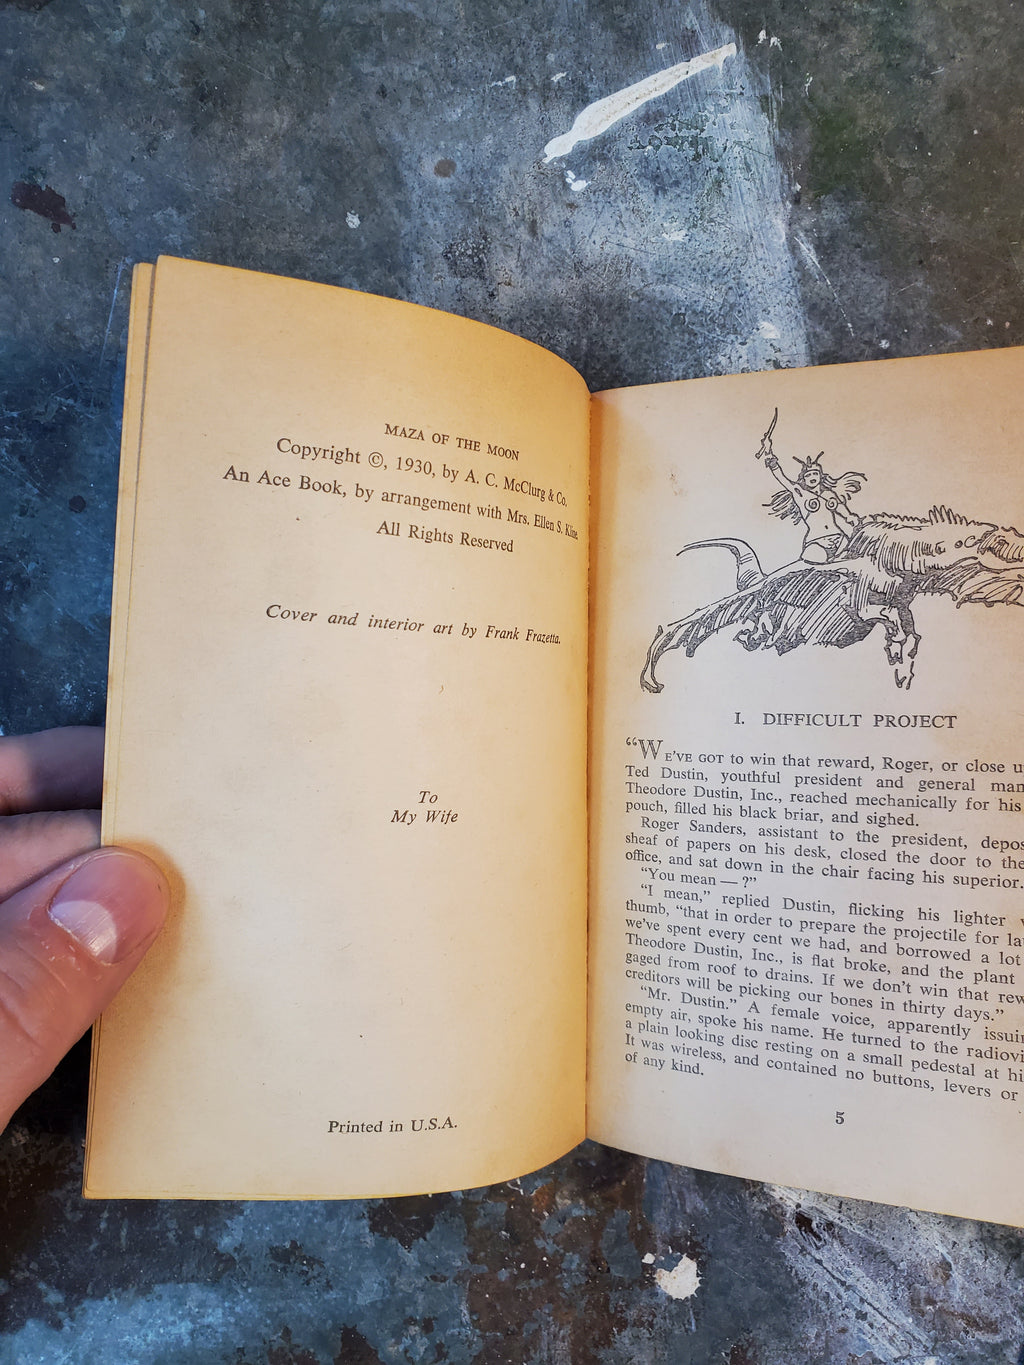 MAZA OF THE MOON
Copyright ©, 1930, by A. C. McClurg & Co.
An Ace Book, by arrangement with Mrs. Ellen S. Kline.
All Rights Reserved
Cover and interior art by Frank Frazetta.
To
My Wife
Printed in U.S.A.
I. DIFFICULT PROJECT
“WE’VE GOT to win that reward, Roger, or close u
Ted Dustin, youthful president and general man
Theodore Dustin, Inc., reached mechanically for his
pouch, filled his black briar, and sighed.
Roger Sanders, assistant to the president, depos
sheaf of papers on his desk, closed the door to the
office, and sat down in the chair facing his superior.
“You mean — ?”
“I mean,” replied Dustin, flicking his lighter
thumb, “that in order to prepare the projectile for la
we’ve spent every cent we had, and borrowed a lot
Theodore Dustin, Inc., is flat broke, and the plant
gaged from roof to drains. If we don’t win that rew
creditors will be picking our bones in thirty days.”
“Mr. Dustin.” A female voice, apparently issui
empty air, spoke his name. He turned to the radiovi
a plain looking disc resting on a small pedestal at hi
It was wireless, and contained no buttons, levers or
of any kind.
5